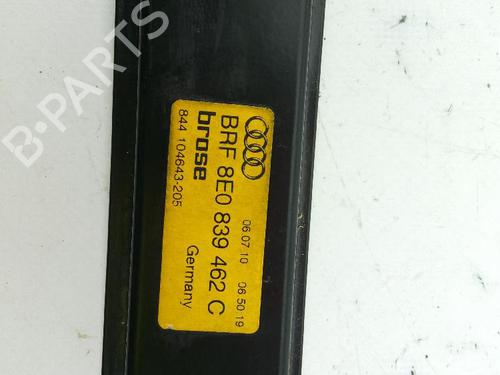 06.07.10 06:50:19
BRF 8E0 839 462 C
brose Germany
844 104643-205
B-PARTS